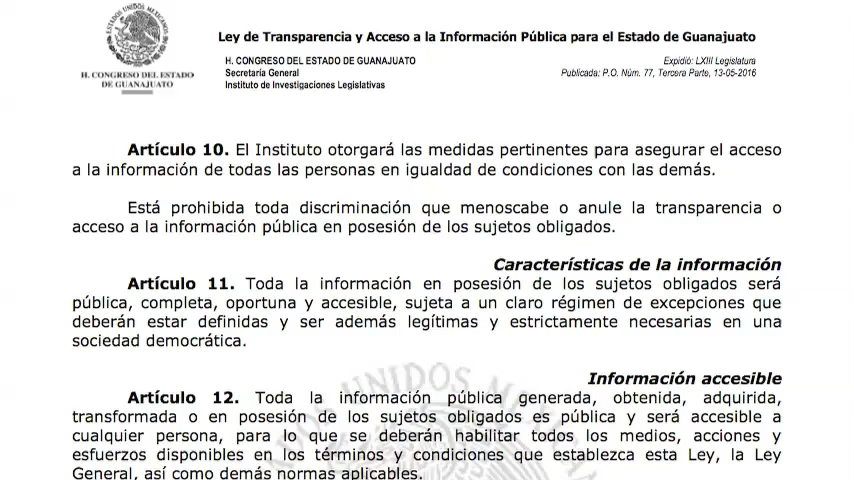 Ley de Transparencia y Acceso a la Información Pública para el Estado de Guanajuato
H. CONGRESO DEL ESTADO DE GUANAJUATO
Secretaría General
Instituto de Investigaciones Legislativas
Expidió: LXIII Legislatura
Publicada: P.O. Núm. 77, Tercera Parte, 13-05-2016
ESTADOS UNIDOS MEXICANOS
H. CONGRESO DEL ESTADO
DE GUANAJUATO
Artículo 10. El Instituto otorgará las medidas pertinentes para asegurar el acceso
a la información de todas las personas en igualdad de condiciones con las demás.
Está prohibida toda discriminación que menoscabe o anule la transparencia o
acceso a la información pública en posesión de los sujetos obligados.
Características de la información
Artículo 11. Toda la información en posesión de los sujetos obligados será
pública, completa, oportuna y accesible, sujeta a un claro régimen de excepciones que
deberán estar definidas y ser además legítimas y estrictamente necesarias en una
sociedad democrática.
Información accesible
Artículo 12. Toda la información pública generada, obtenida, adquirida,
transformada o en posesión de los sujetos obligados es pública y será accesible a
cualquier persona, para lo que se deberán habilitar todos los medios, acciones y
esfuerzos disponibles en los términos y condiciones que establezca esta Ley, la Ley
General, así como demás normas aplicables.